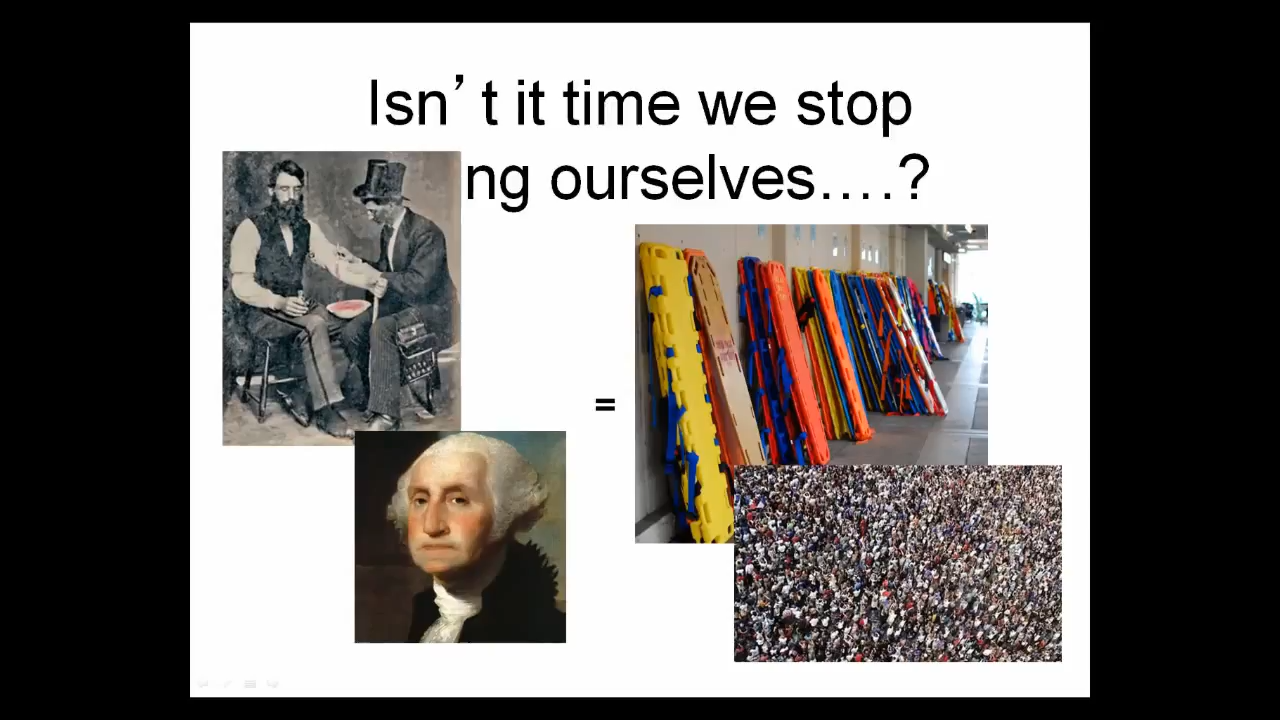 Isn’t it time we stop
ng ourselves….?
=